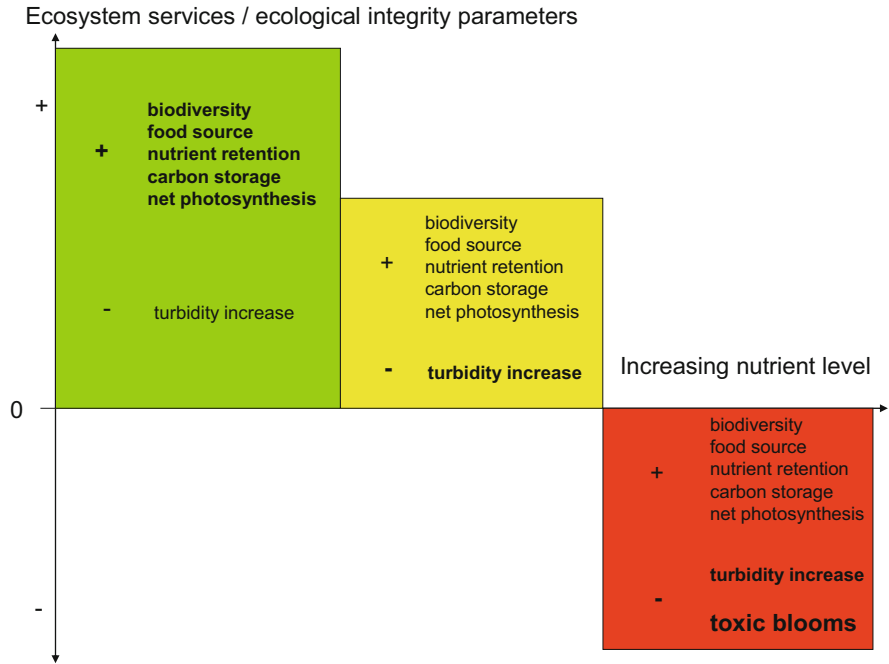 Ecosystem services / ecological integrity parameters
+
biodiversity
food source
+ nutrient retention
carbon storage
net photosynthesis
- turbidity increase
biodiversity
food source
+ nutrient retention
carbon storage
net photosynthesis
- turbidity increase
Increasing nutrient level
0
biodiversity
food source
+ nutrient retention
carbon storage
net photosynthesis
turbidity increase
-
toxic blooms
-